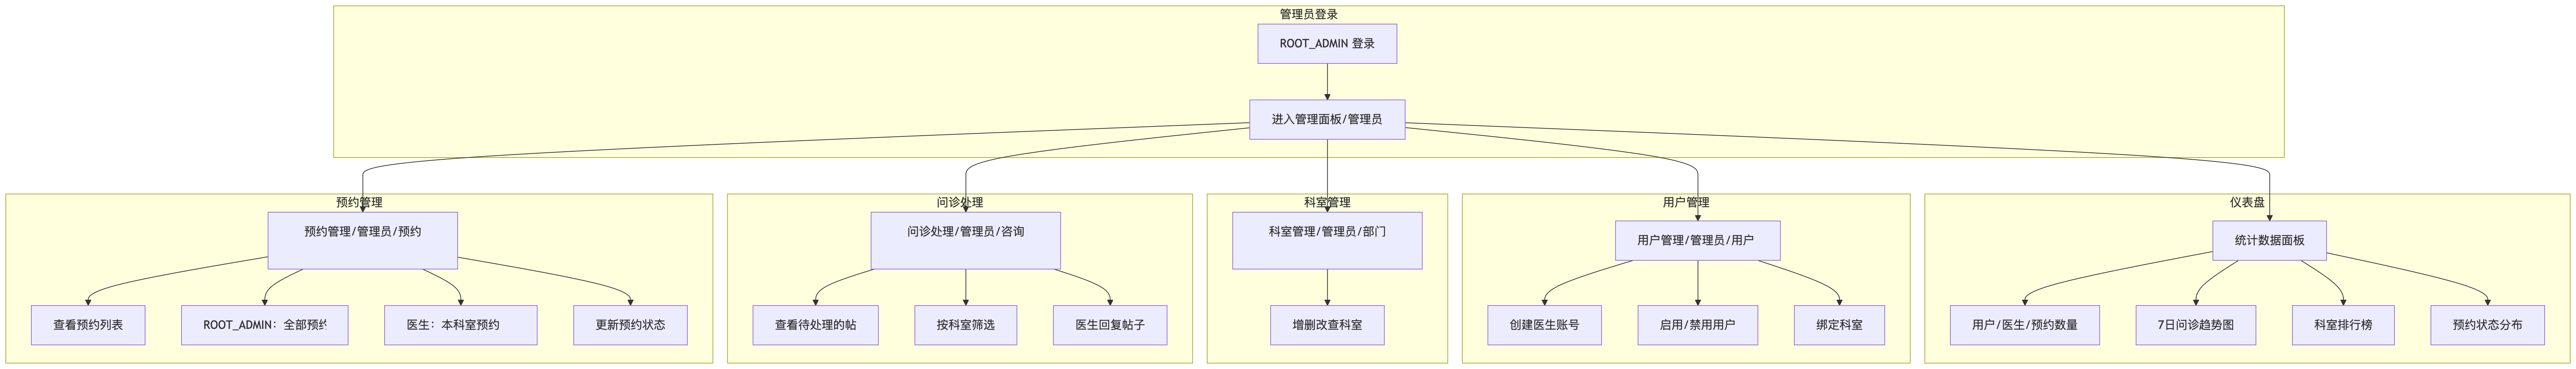 管理员登录
ROOT_ADMIN 登录
进入管理面板/管理员
预约管理
预约管理/管理员/预约
查看预约列表
ROOT_ADMIN：全部预约
医生：本科室预约
更新预约状态
问诊处理
问诊处理/管理员/咨询
查看待处理的帖
按科室筛选
医生回复帖子
科室管理
科室管理/管理员/部门
增删改查科室
用户管理
用户管理/管理员/用户
创建医生账号
启用/禁用用户
绑定科室
仪表盘
统计数据面板
用户/医生/预约数量
7日问诊趋势图
科室排行榜
预约状态分布